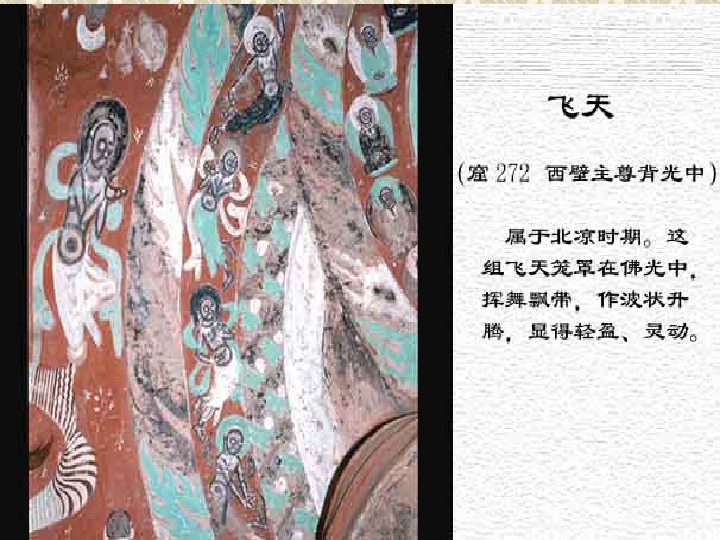 飞天
(窟 272 西壁主尊背光中)
属于北凉时期。这
组飞天笼罩在佛光中，
挥舞飘带，作波状升
腾，显得轻盈、灵动。